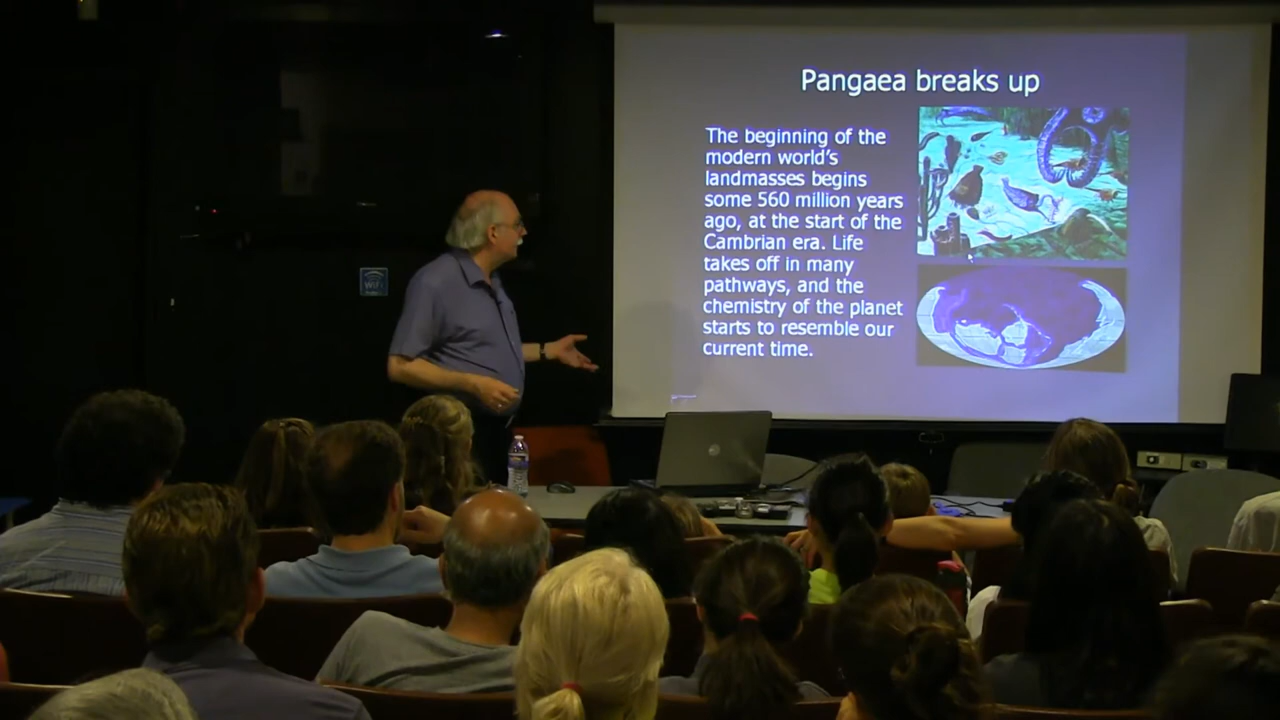 Pangaea breaks up
The beginning of the
modern world's
landmasses begins
some 560 million years
ago, at the start of the
Cambrian era. Life
takes off in many
pathways, and the
chemistry of the planet
starts to resemble our
current time.
WiFi